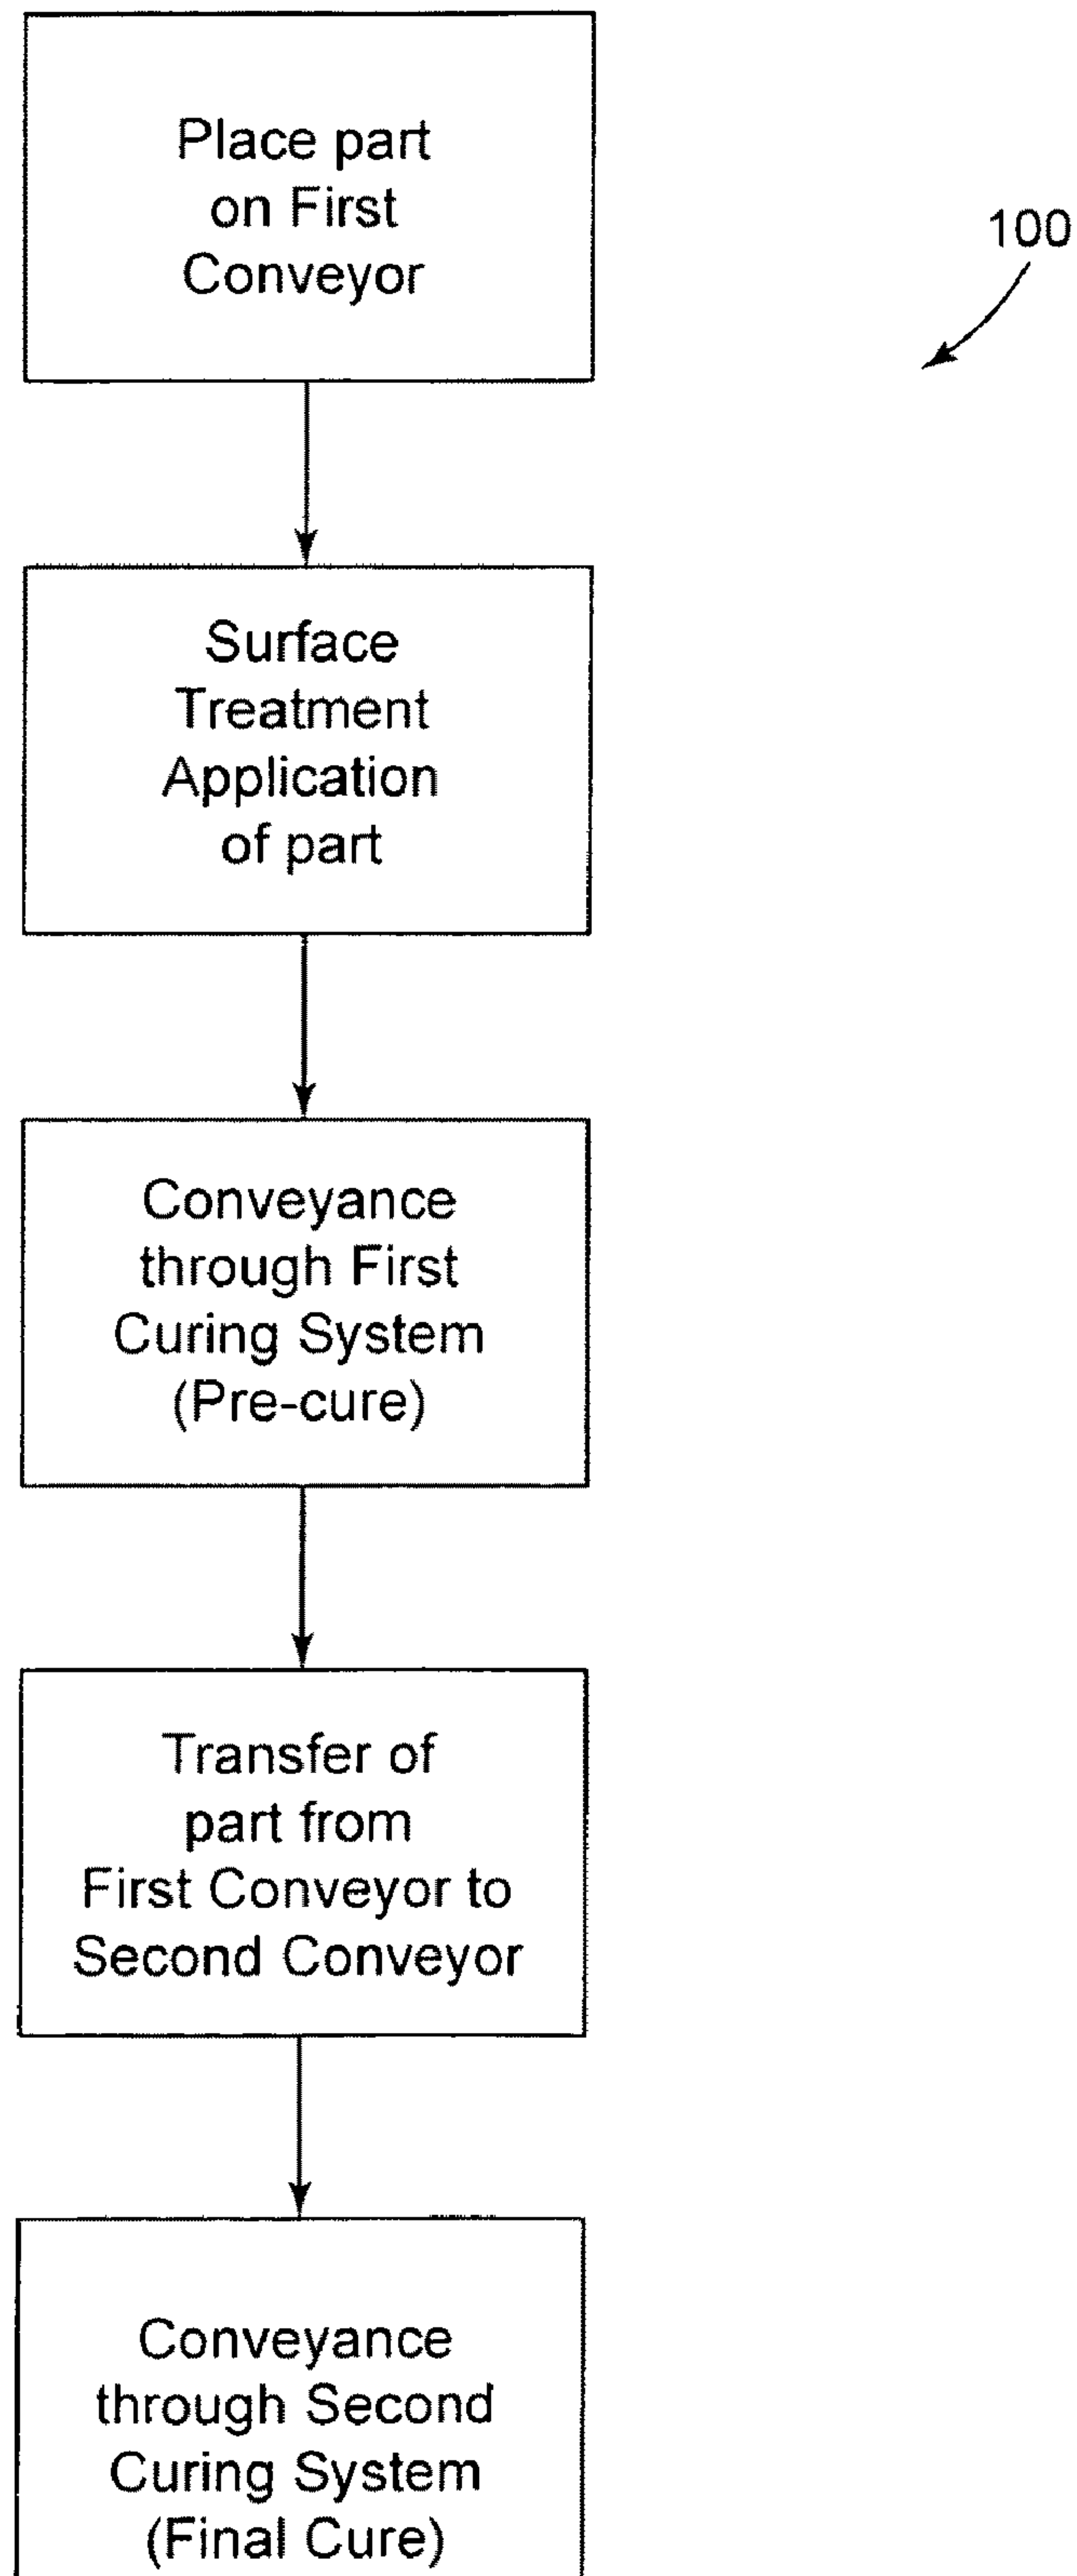 Place part
on First
Conveyor
100
Surface
Treatment
Application
of part
Conveyance
through First
Curing System
(Pre-cure)
Transfer of
part from
First Conveyor to
Second Conveyor
Conveyance
through Second
Curing System
(Final Cure)